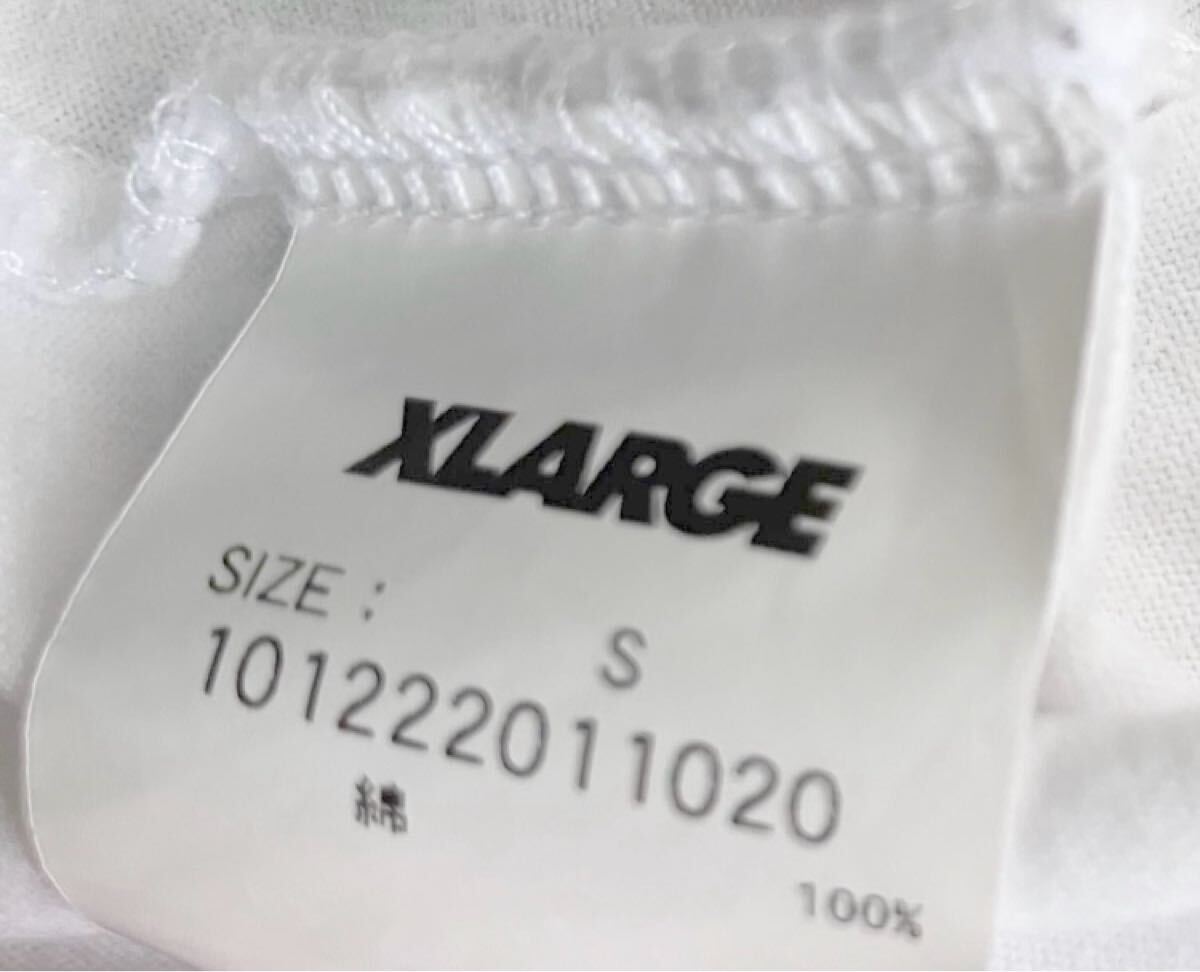 XLARGE
SIZE : S
101222011020
綿 100%